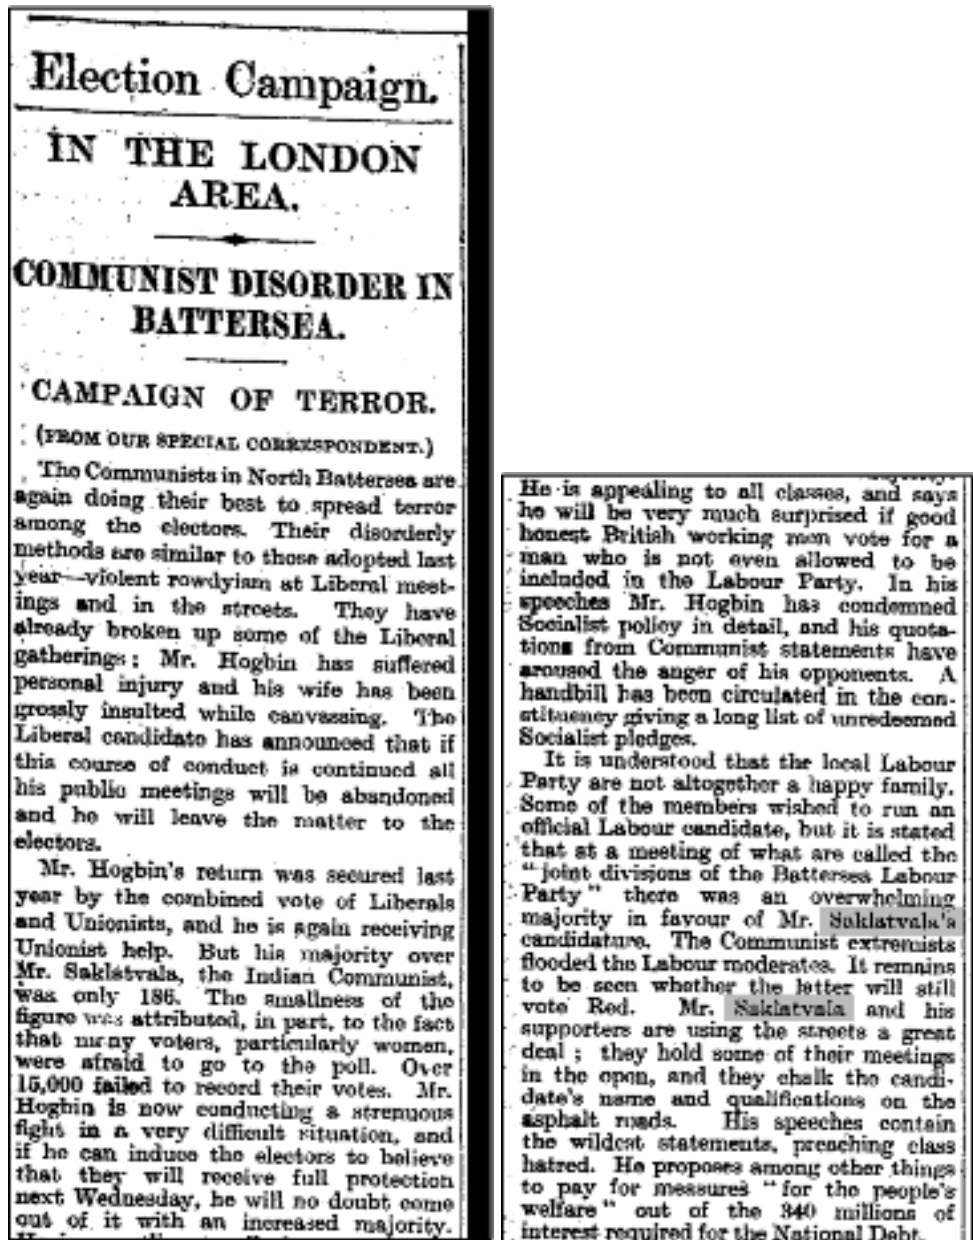 Election Campaign.
IN THE LONDON
AREA.
COMMUNIST DISORDER IN
BATTERSEA.
CAMPAIGN OF TERROR.
(FROM OUR SPECIAL CORRESPONDENT.)
The Communists in North Battersea are
again doing their best to spread terror
among the electors. Their disorderly
methods are similar to those adopted last
year—violent rowdyism at Liberal meet-
ings and in the streets. They have
already broken up some of the Liberal
gatherings; Mr. Hogbin has suffered
personal injury and his wife has been
grossly insulted while canvassing. The
Liberal candidate has announced that if
this course of conduct is continued all
his public meetings will be abandoned
and he will leave the matter to the
electors.
Mr. Hogbin's return was secured last
year by the combined vote of Liberals
and Unionists, and he is again receiving
Unionist help. But his majority over
Mr. Saklatvala, the Indian Communist,
was only 186. The smallness of the
figure was attributed, in part, to the fact
that many voters, particularly women,
were afraid to go to the poll. Over
15,000 failed to record their votes. Mr.
Hogbin is now conducting a strenuous
fight in a very difficult situation, and
if he can induce the electors to believe
that they will receive full protection
next Wednesday, he will no doubt come
out of it with an increased majority.
He is appealing to all classes, and says
he will be very much surprised if good
honest British working men vote for a
man who is not even allowed to be
included in the Labour Party. In his
speeches Mr. Hogbin has condemned
Socialist policy in detail, and his quota-
tions from Communist statements have
aroused the anger of his opponents. A
handbill has been circulated in the con-
stituency giving a long list of unredeemed
Socialist pledges.
It is understood that the local Labour
Party are not altogether a happy family.
Some of the members wished to run an
official Labour candidate, but it is stated
that at a meeting of what are called the
"joint divisions of the Battersea Labour
Party" there was an overwhelming
majority in favour of Mr. Saklatvala's
candidature. The Communist extremists
flooded the Labour moderates. It remains
to be seen whether the latter will still
vote Red. Mr. Saklatvala and his
supporters are using the streets a great
deal; they hold some of their meetings
in the open, and they chalk the candi-
date's name and qualifications on the
asphalt roads. His speeches contain
the wildest statements, preaching class
hatred. He proposes among other things
to pay for measures "for the people's
welfare" out of the 340 millions of
interest required for the National Debt.